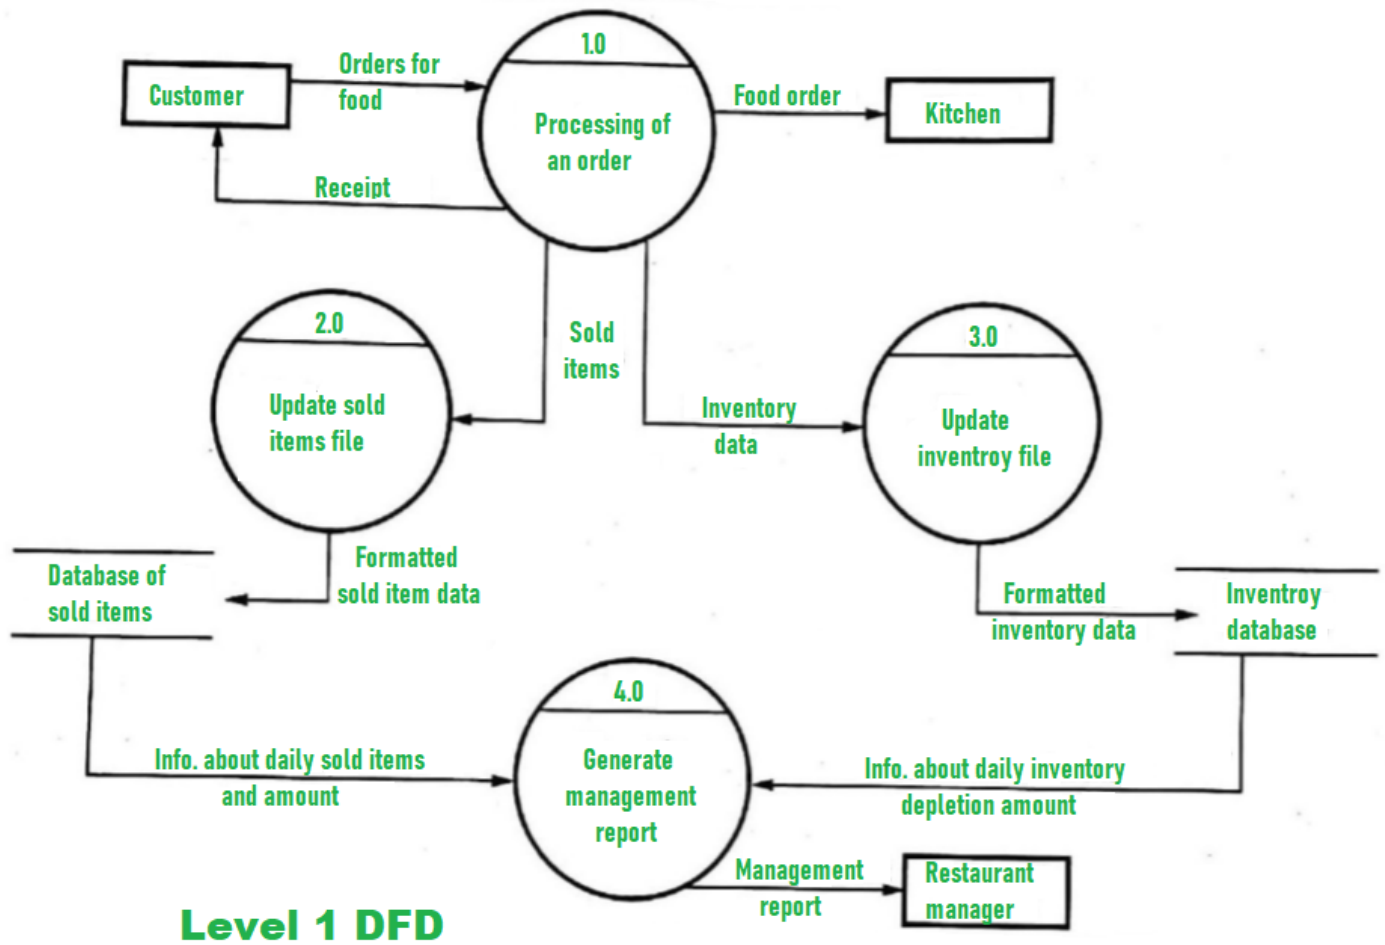 1.0
Orders for
food
Customer
Processing of
an order
Food order
Kitchen
Receipt
2.0
Sold
items
3.0
Update sold
items file
Inventory
data
Update
inventroy file
Formatted
sold item data
Database of
sold items
Formatted
inventory data
Inventroy
database
4.0
Info. about daily sold items
and amount
Generate
management
report
Info. about daily inventory
depletion amount
Management
report
Restaurant
manager
Level 1 DFD